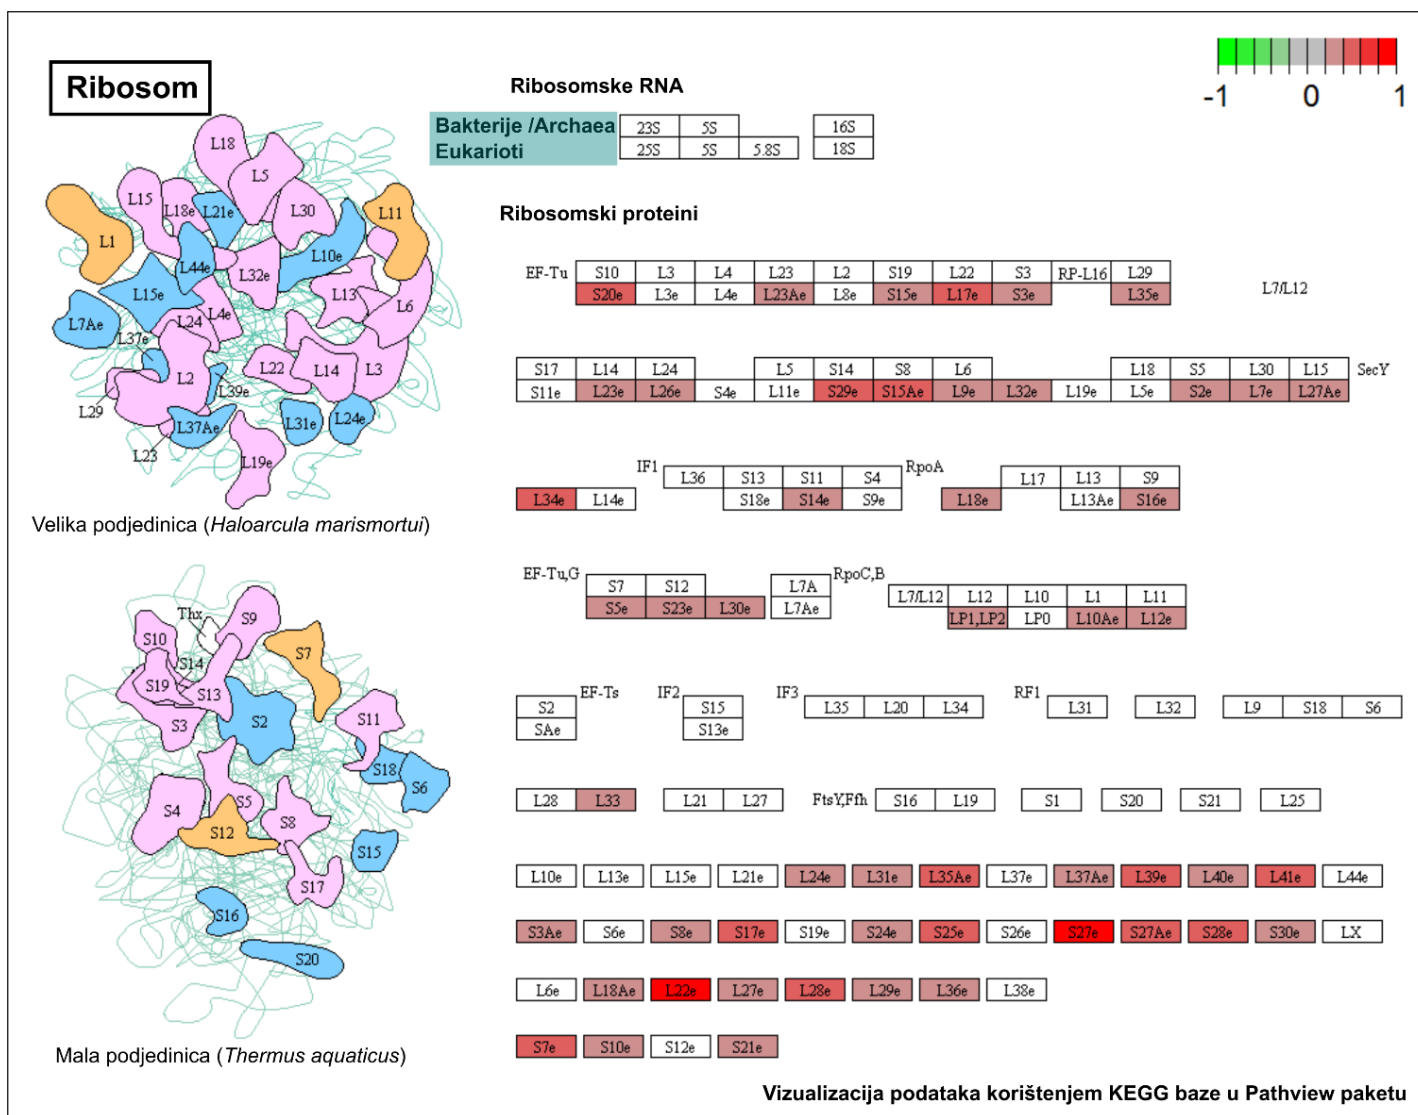 Ribosom
-1 0 1
Ribosomske RNA
Bakterije /Archaea 23S 5S 16S
Eukarioti 25S 5S 5.8S 18S
L18
L5
L15
L18e
L21e
L30
L11
L1
L10e
L44e
L32e
L15e
L13
L6
L7Ae
L24
L4e
L37e
L2
L22
L14
L3
L39e
L29
L37Ae
L31e
L24e
L23
L19e
Velika podjedinica (Haloarcula marismortui)
Thx
S9
S10
S14
S7
S19
S13
S3
S2
S11
S18
S6
S4
S5
S12
S8
S15
S17
S16
S20
Mala podjedinica (Thermus aquaticus)
Ribosomski proteini
EF-Tu S10 L3 L4 L23 L2 S19 L22 S3 RP-L16 L29
S20e L3e L4e L23Ae L8e S15e L17e S3e L35e L7/L12
S17 L14 L24 L5 S14 S8 L6 L18 S5 L30 L15 SecY
S11e L23e L26e S4e L11e S29e S15Ae L9e L32e L19e L5e S2e L7e L27Ae
IF1 L36 S13 S11 S4 RpoA L17 L13 S9
L34e L14e S18e S14e S9e L18e L13Ae S16e
EF-Tu,G S7 S12 L7A RpoC,B L7/L12 L12 L10 L1 L11
S5e S23e L30e L7Ae LP1,LP2 LP0 L10Ae L12e
S2 EF-Ts IF2 S15 IF3 L35 L20 L34 RF1 L31 L32 L9 S18 S6
SAe S13e
L28 L33 L21 L27 FtsY,Ffh S16 L19 S1 S20 S21 L25
L10e L13e L15e L21e L24e L31e L35Ae L37e L37Ae L39e L40e L41e L44e
S3Ae S6e S8e S17e S19e S24e S25e S26e S27e S27Ae S28e S30e LX
L6e L18Ae L22e L27e L28e L29e L36e L38e
S7e S10e S12e S21e
Vizualizacija podataka korištenjem KEGG baze u Pathview paketu